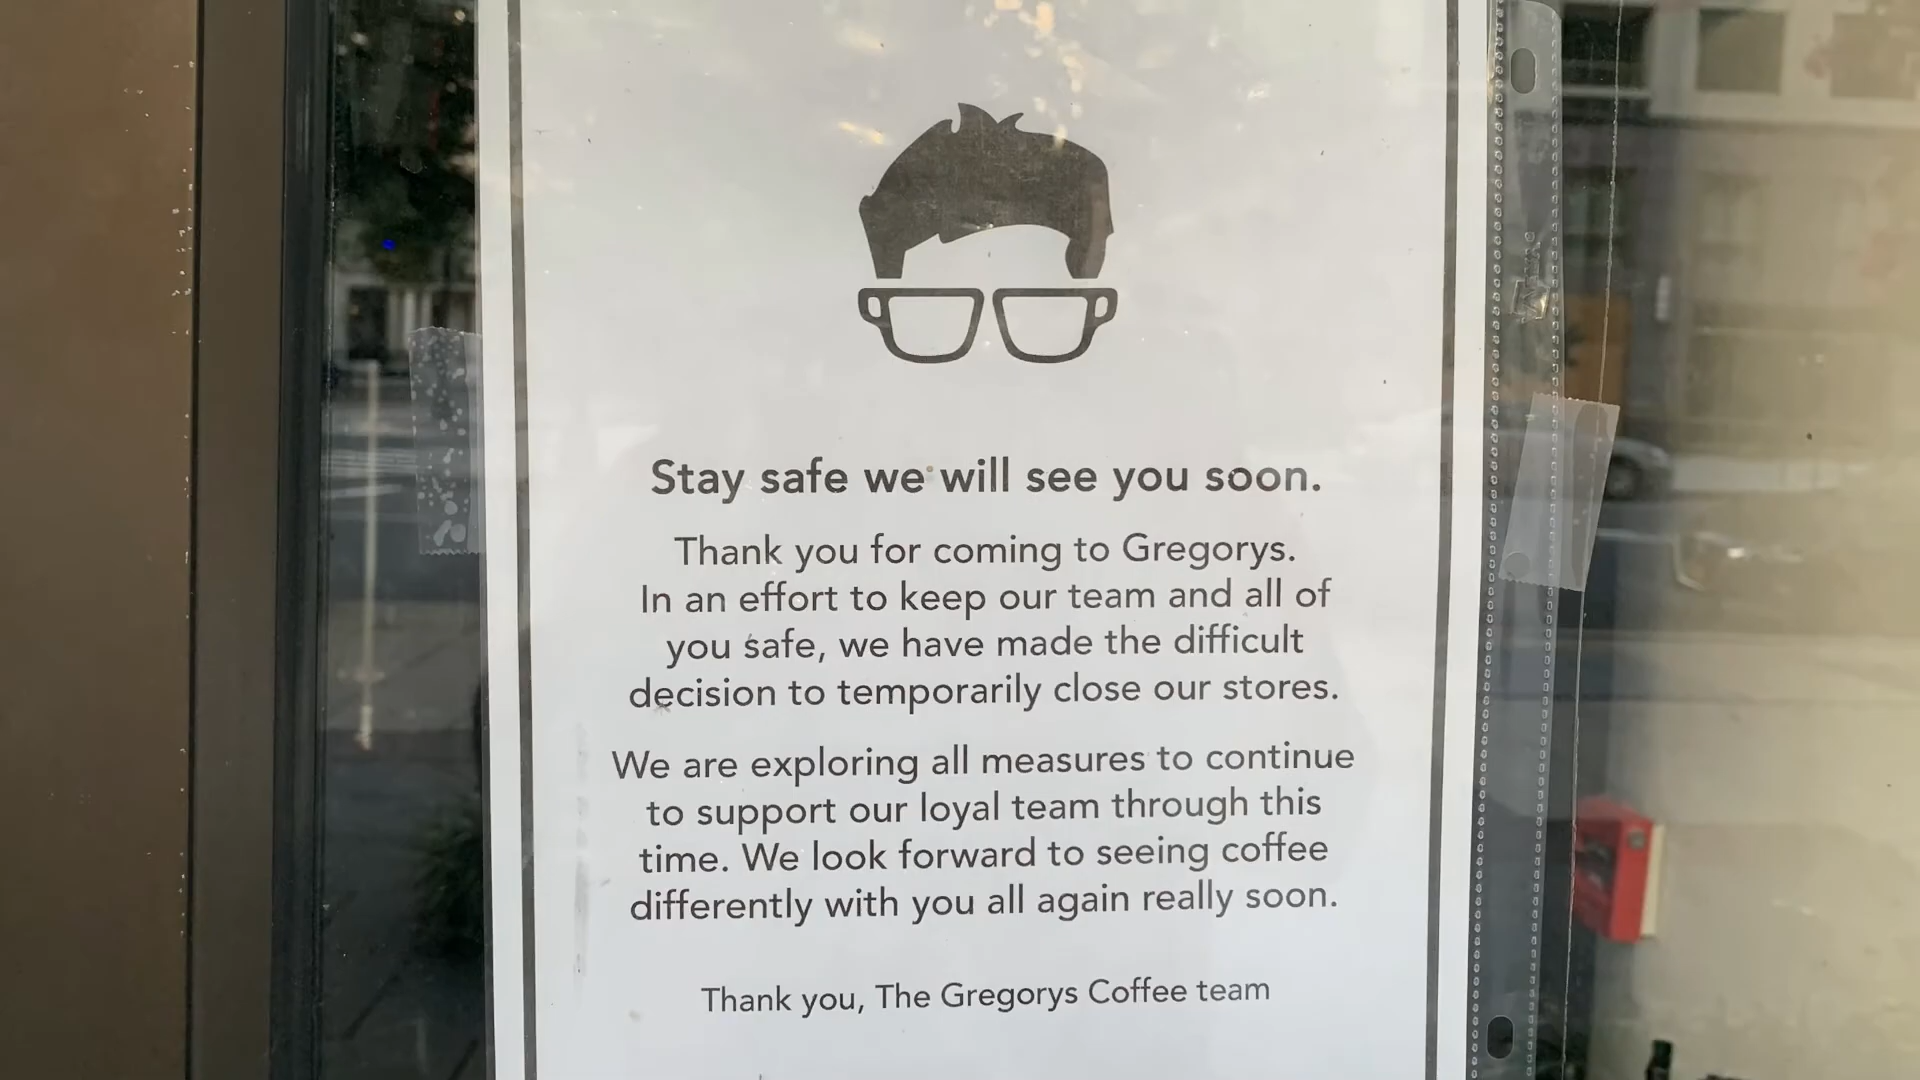 Stay safe we will see you soon.
Thank you for coming to Gregorys.
In an effort to keep our team and all of
you safe, we have made the difficult
decision to temporarily close our stores.
We are exploring all measures to continue
to support our loyal team through this
time. We look forward to seeing coffee
differently with you all again really soon.
Thank you, The Gregorys Coffee team